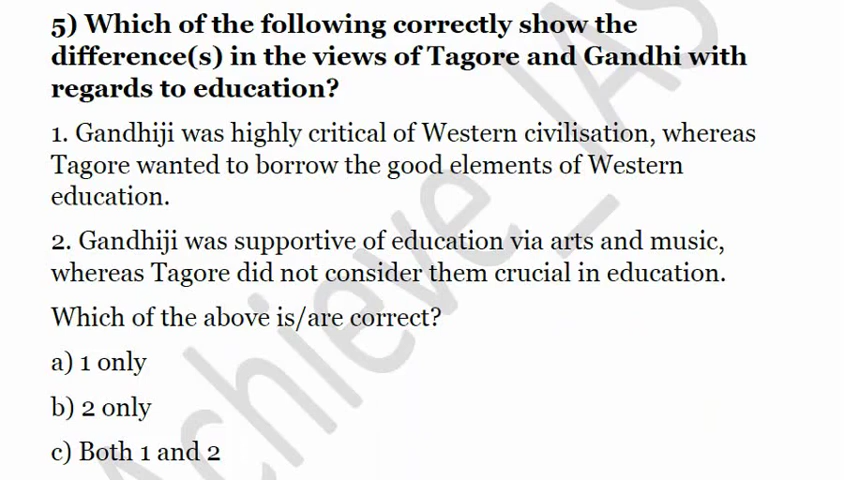 5) Which of the following correctly show the
difference(s) in the views of Tagore and Gandhi with
regards to education?
1. Gandhiji was highly critical of Western civilisation, whereas
Tagore wanted to borrow the good elements of Western
education.
2. Gandhiji was supportive of education via arts and music,
whereas Tagore did not consider them crucial in education.
Which of the above is/are correct?
a) 1 only
b) 2 only
c) Both 1 and 2
Achieve_IAS